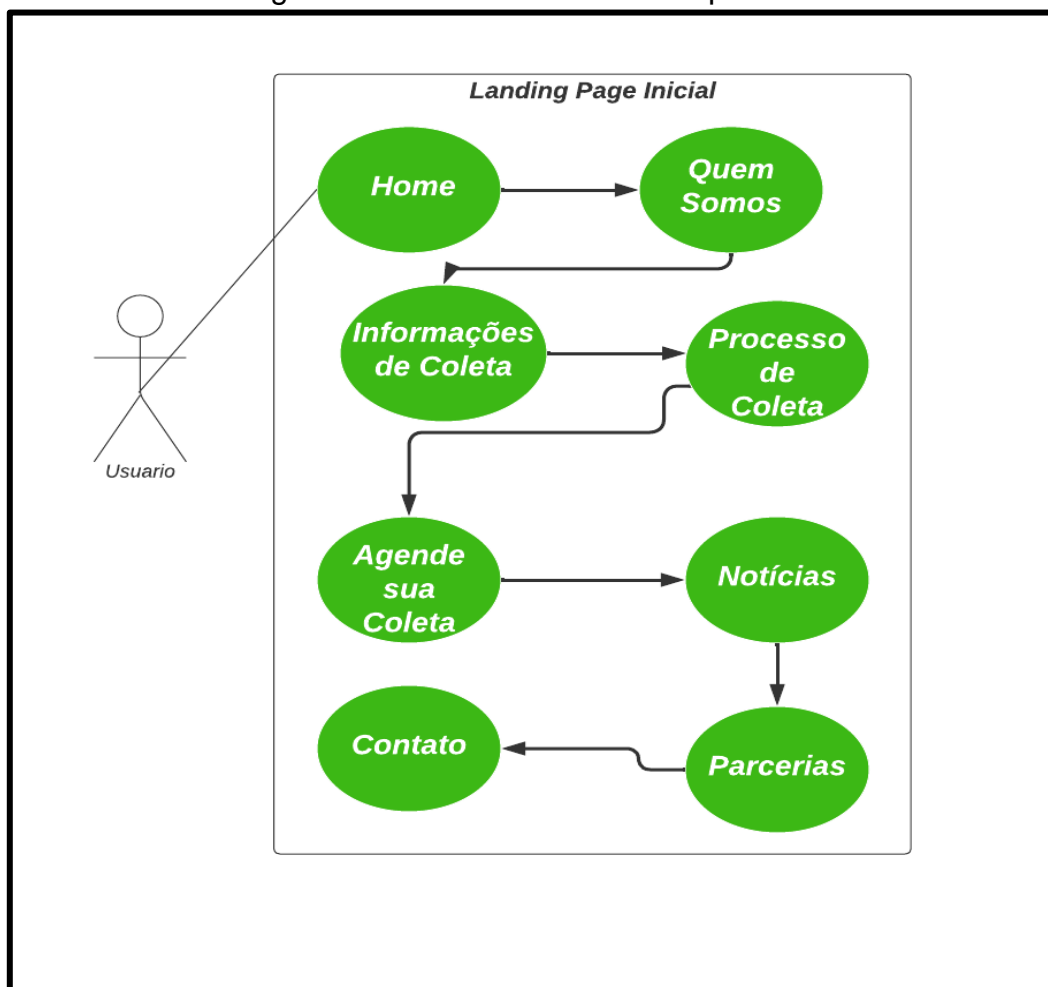 Landing Page Inicial
Home
Quem
Somos
Informações
de Coleta
Processo
de
Coleta
Usuario
Agende
sua
Coleta
Notícias
Contato
Parcerias